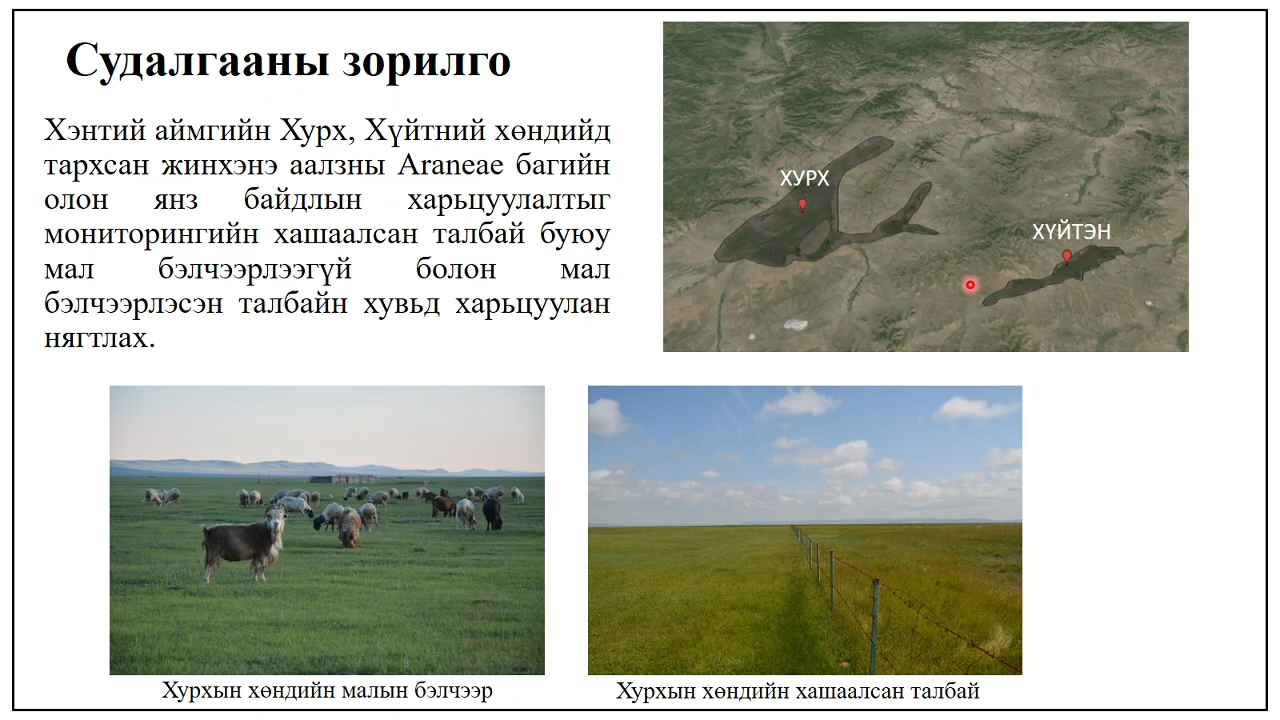 Судалгааны зорилго
Хэнтий аймгийн Хурх, Хүйтний хөндийд
тархсан жинхэнэ аалзны Araneae багийн
олон янз байдлын харьцуулалтыг
мониторингийн хашаалсан талбай буюу
мал бэлчээрлээгүй болон мал
бэлчээрлэсэн талбайн хувьд харьцуулан
нягтлах.
ХУРХ
ХҮЙТЭН
Хурхын хөндийн малын бэлчээр
Хурхын хөндийн хашаалсан талбай